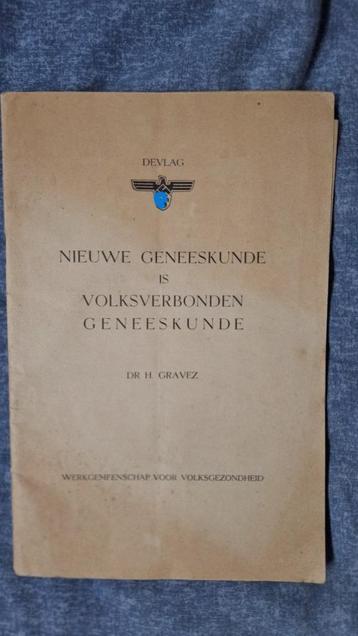 DEVLAG
NIEUWE GENEESKUNDE
IS
VOLKSVERBONDEN
GENEESKUNDE
DR H. GRAVEZ
WERKGEMEENSCHAP VOOR VOLKSGEZONDHEID